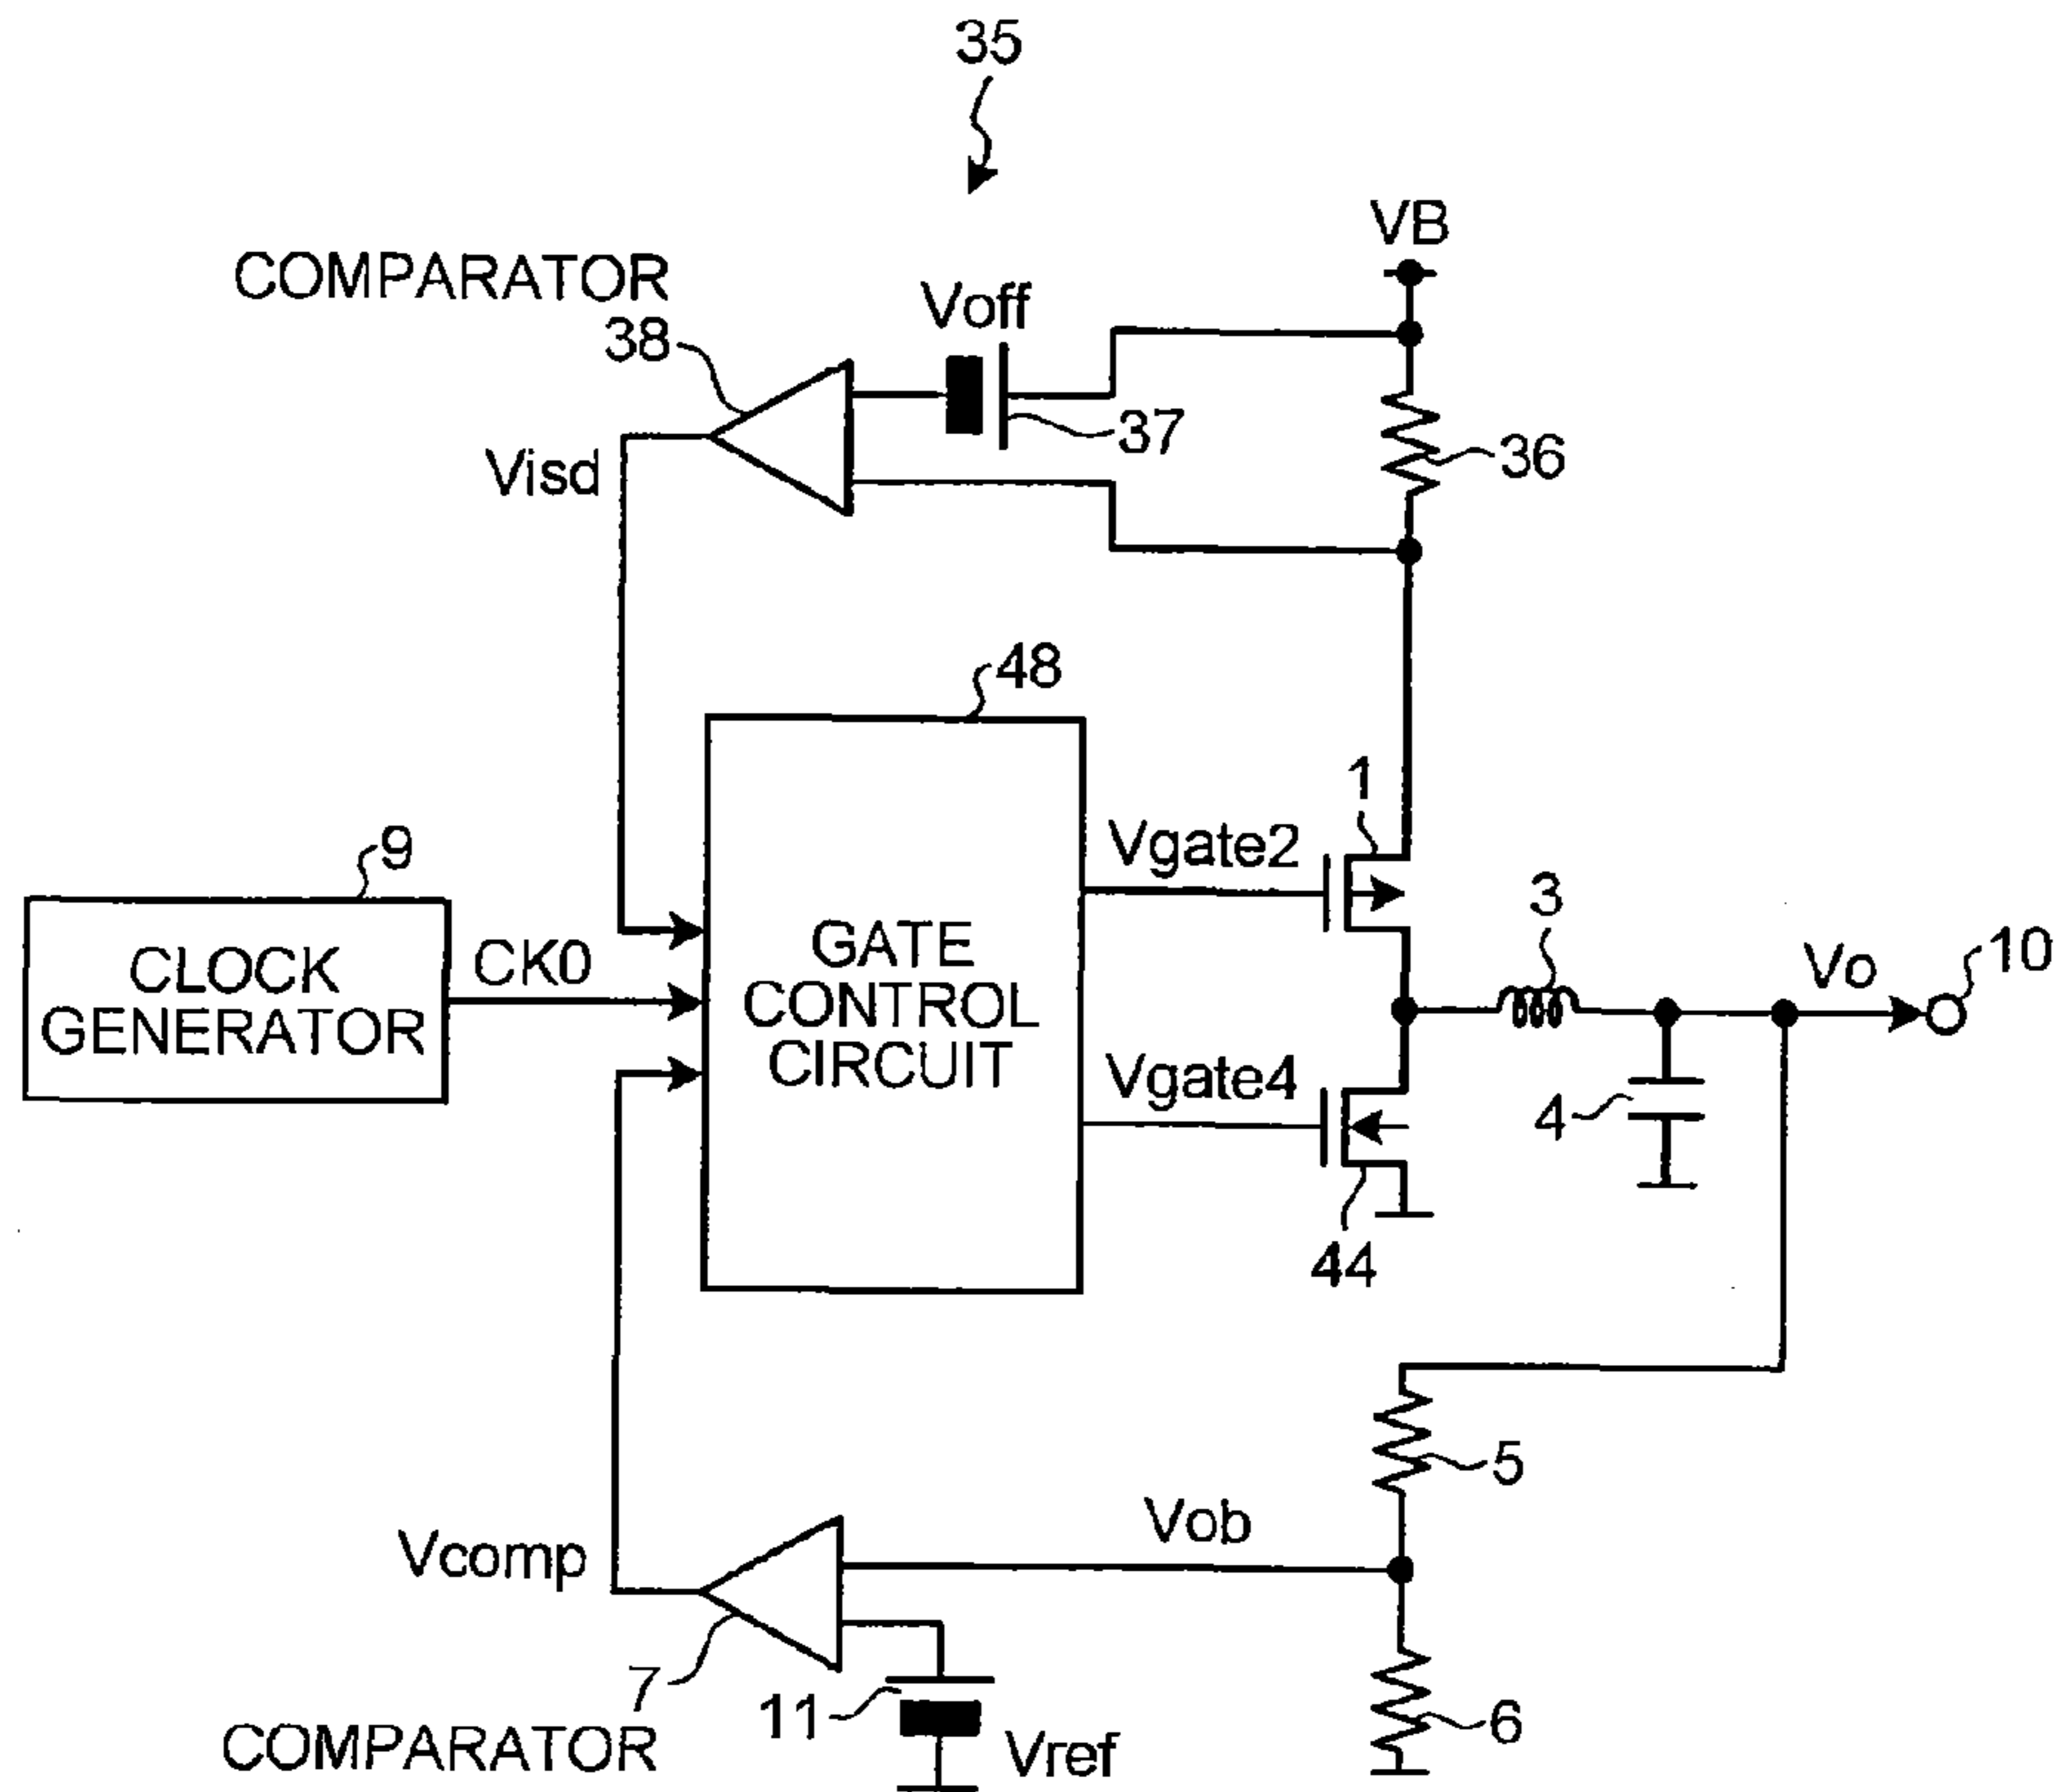 35
VB
COMPARATOR
Voff
38
37
36
Visd
48
1
Vgate2
9
3
10
Vo
CLOCK
GENERATOR
CK0
GATE
CONTROL
CIRCUIT
Vgate4
4
44
5
Vob
Vcomp
7
11
6
COMPARATOR
Vref